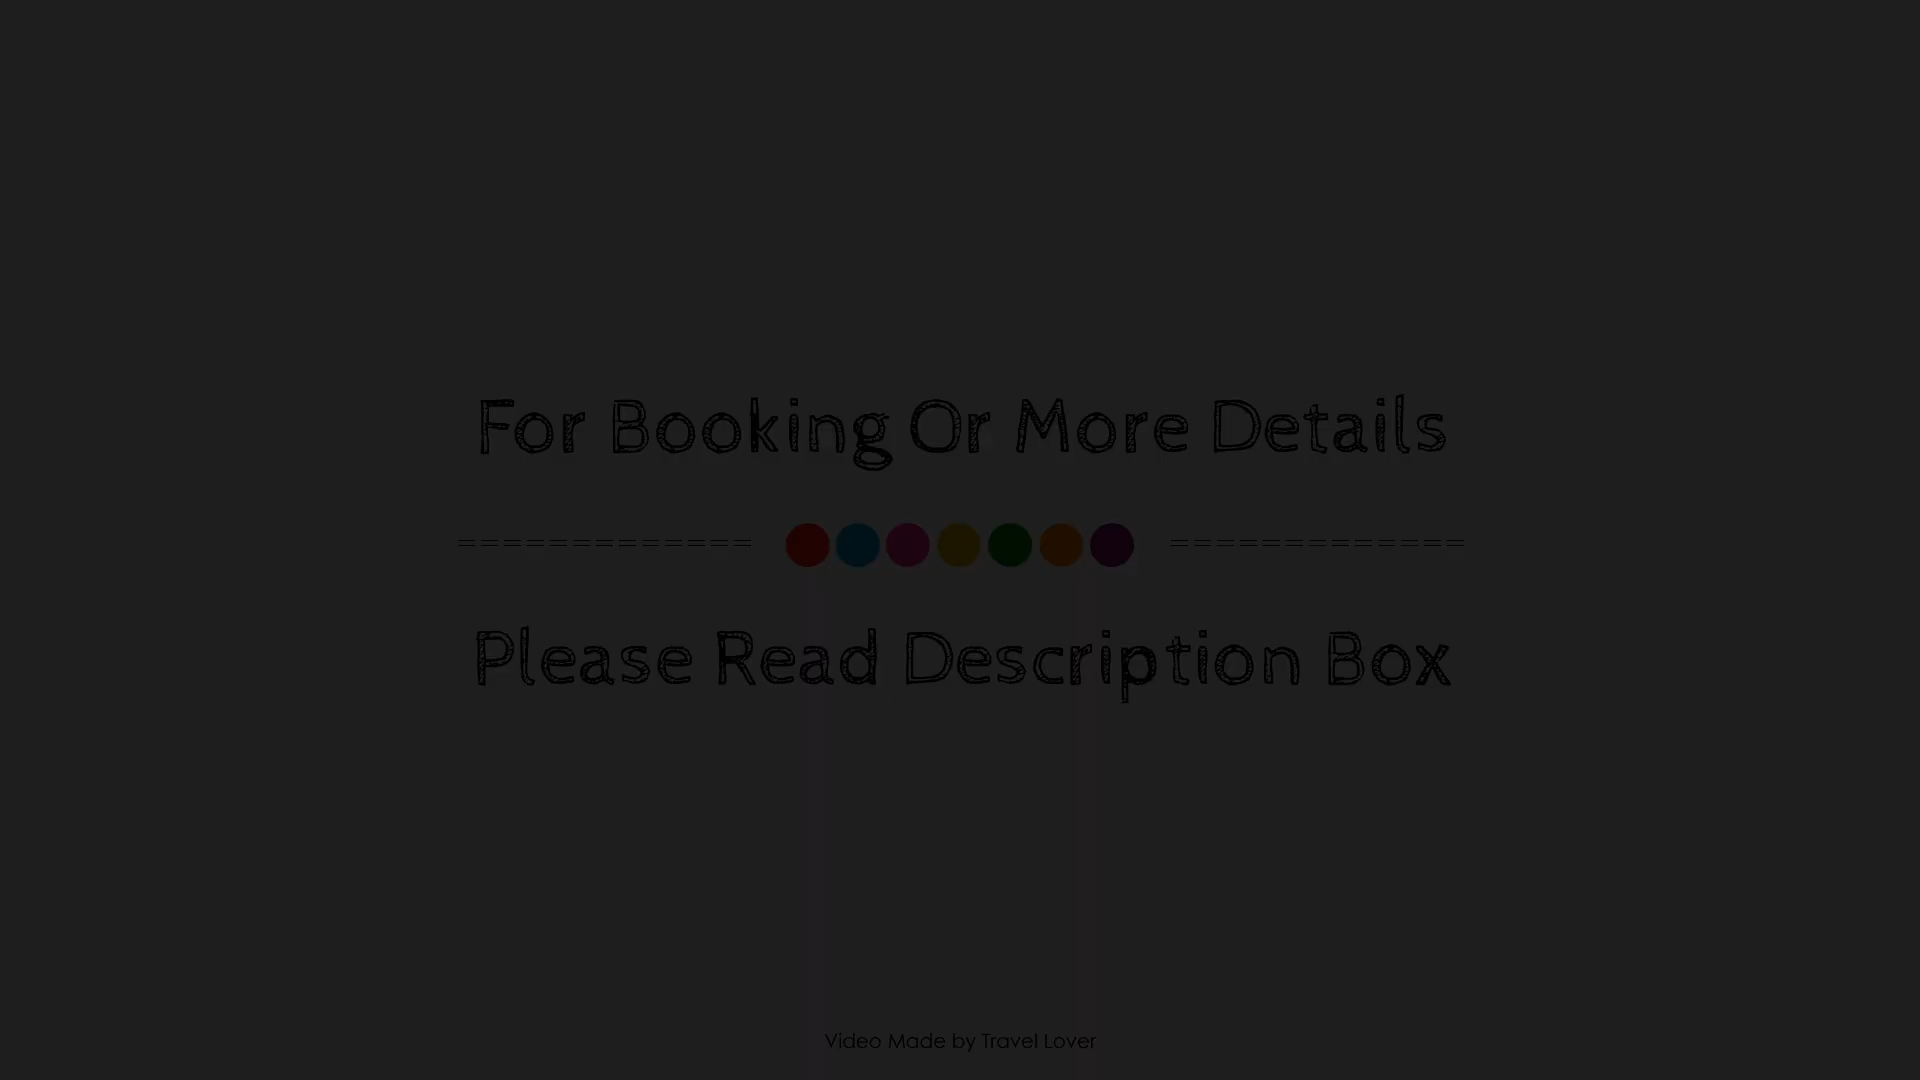 For Booking Or More Details
============= =============
Please Read Description Box
Video Made by Travel Lover